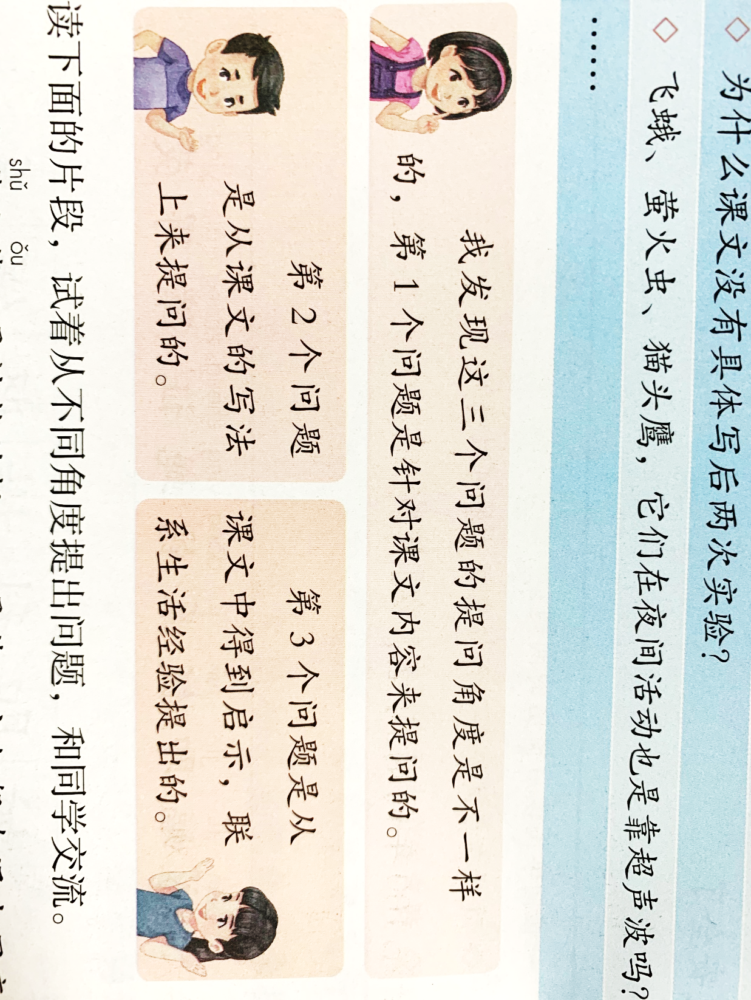 ◇ 为什么课文没有具体写后两次实验？
◇ 飞蛾、萤火虫、猫头鹰，它们在夜间活动也是靠超声波吗？
……
我发现这三个问题的提问角度是不一样
的，第1个问题是针对课文内容来提问的。
第2个问题
是从课文的写法
上来提问的。
第3个问题是从
课文中得到启示，联
系生活经验提出的。
读下面的片段，试着从不同角度提出问题，和同学交流。
shǔ ǒu